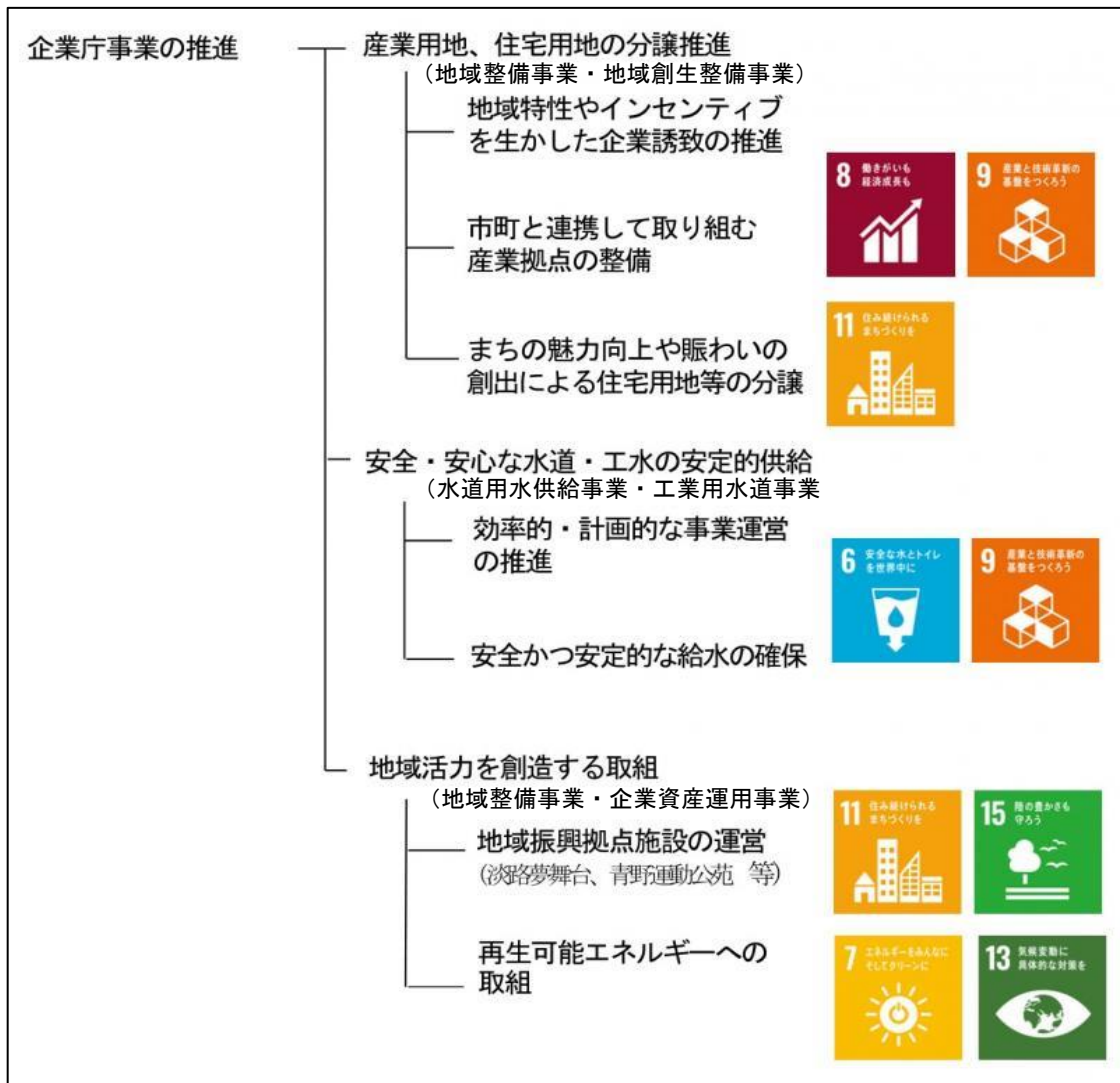 企業庁事業の推進
産業用地、住宅用地の分譲推進
（地域整備事業・地域創生整備事業）
地域特性やインセンティブ
を生かした企業誘致の推進
市町と連携して取り組む
産業拠点の整備
まちの魅力向上や賑わいの
創出による住宅用地等の分譲
8 働きがいも
経済成長も
9 産業と技術革新の
基盤をつくろう
11 住み続けられる
まちづくりを
安全・安心な水道・工水の安定的供給
（水道用水供給事業・工業用水道事業
効率的・計画的な事業運営
の推進
安全かつ安定的な給水の確保
6 安全な水とトイレ
を世界中に
9 産業と技術革新の
基盤をつくろう
地域活力を創造する取組
（地域整備事業・企業資産運用事業）
地域振興拠点施設の運営
（淡路夢舞台、青野運動公苑 等）
再生可能エネルギーへの
取組
11 住み続けられる
まちづくりを
15 陸の豊かさも
守ろう
7 エネルギーをみんなに
そしてクリーンに
13 気候変動に
具体的な対策を